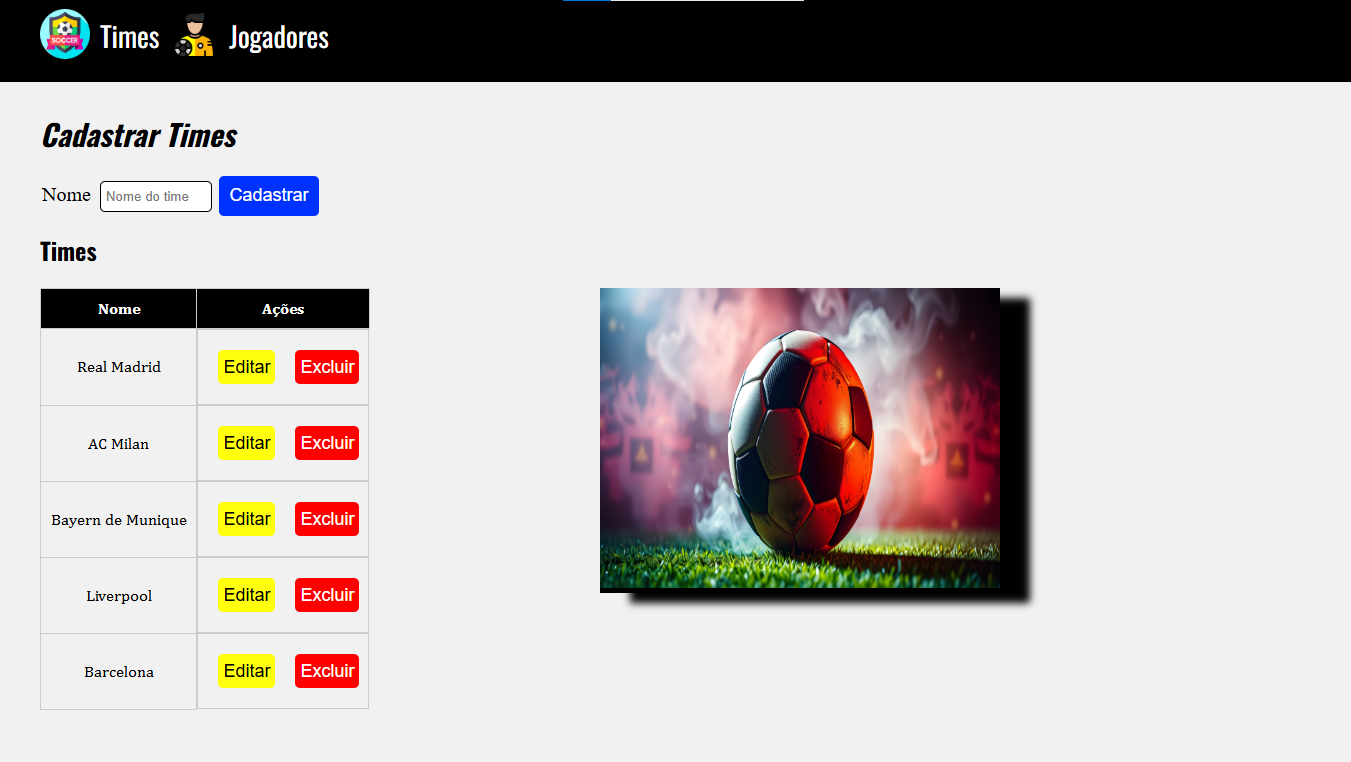 SOCCER Times Jogadores
Cadastrar Times
Nome Nome do time Cadastrar
Times
Nome Ações
Real Madrid Editar Excluir
AC Milan Editar Excluir
Bayern de Munique Editar Excluir
Liverpool Editar Excluir
Barcelona Editar Excluir